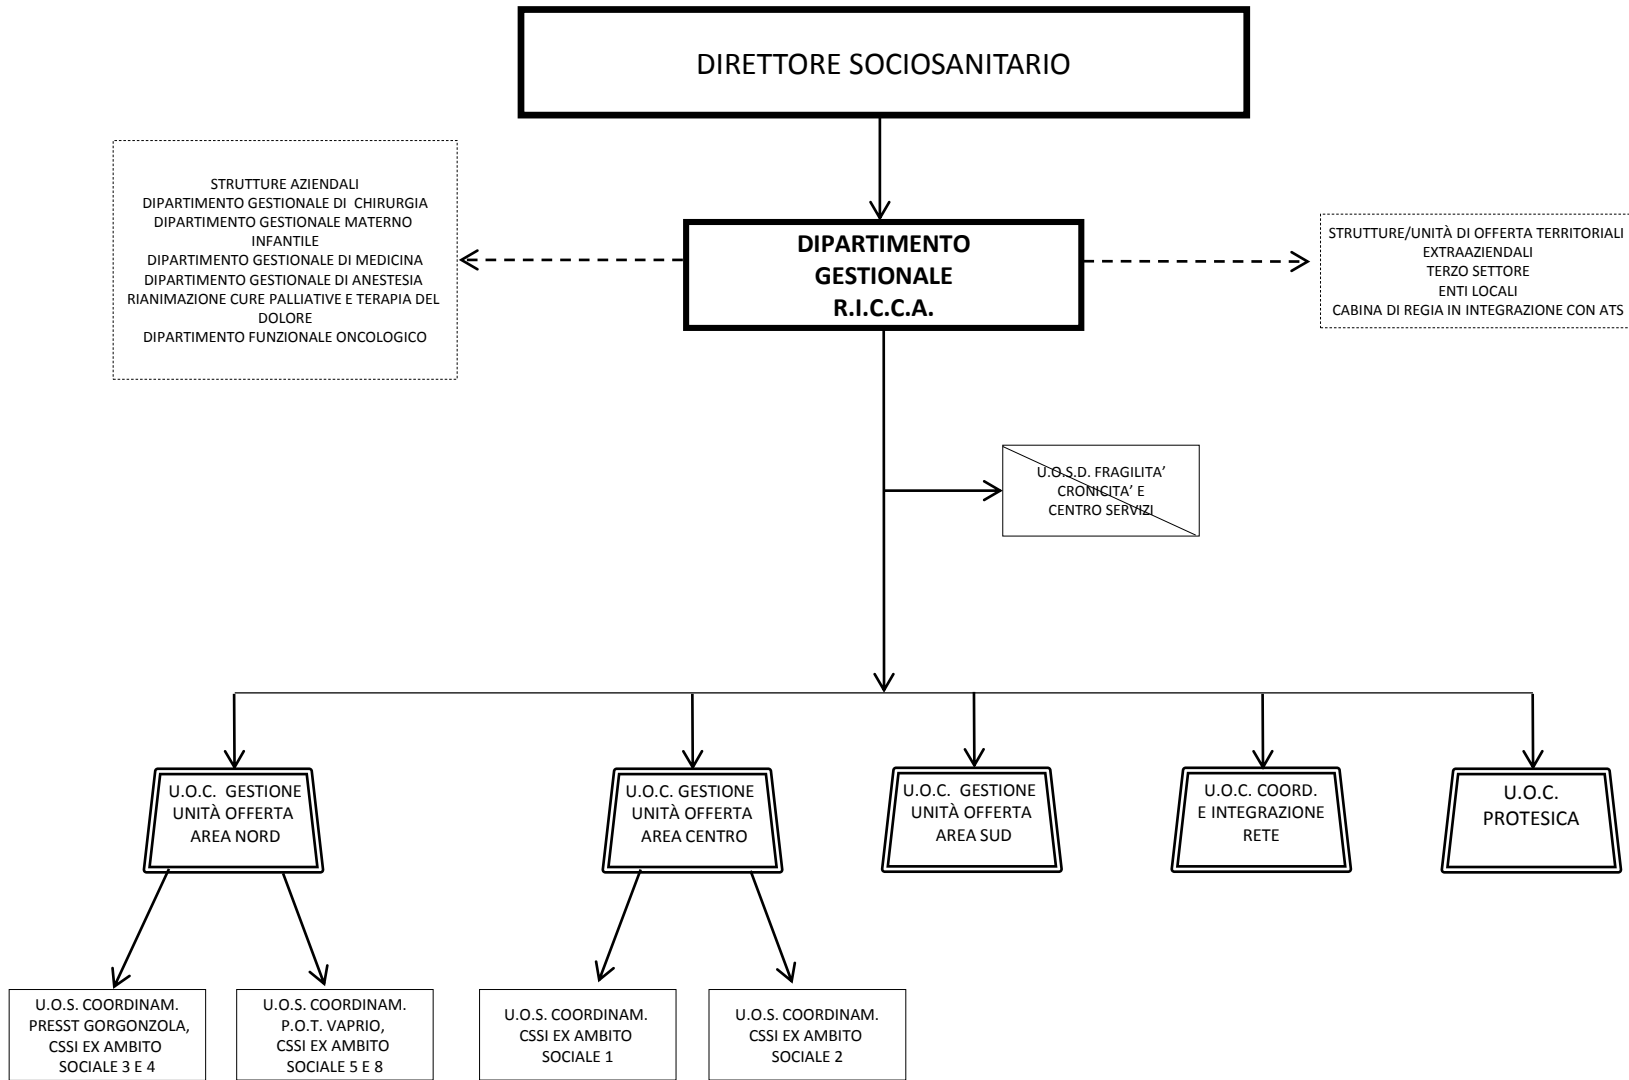 DIRETTORE SOCIOSANITARIO
STRUTTURE AZIENDALI
DIPARTIMENTO GESTIONALE DI CHIRURGIA
DIPARTIMENTO GESTIONALE MATERNO
INFANTILE
DIPARTIMENTO GESTIONALE DI MEDICINA
DIPARTIMENTO GESTIONALE DI ANESTESIA
RIANIMAZIONE CURE PALLIATIVE E TERAPIA DEL
DOLORE
DIPARTIMENTO FUNZIONALE ONCOLOGICO
DIPARTIMENTO
GESTIONALE
R.I.C.C.A.
STRUTTURE/UNITÀ DI OFFERTA TERRITORIALI
EXTRAAZIENDALI
TERZO SETTORE
ENTI LOCALI
CABINA DI REGIA IN INTEGRAZIONE CON ATS
U.O.S.D. FRAGILITA’
CRONICITA’ E
CENTRO SERVIZI
U.O.C. GESTIONE
UNITÀ OFFERTA
AREA NORD
U.O.C. GESTIONE
UNITÀ OFFERTA
AREA CENTRO
U.O.C. GESTIONE
UNITÀ OFFERTA
AREA SUD
U.O.C. COORD.
E INTEGRAZIONE
RETE
U.O.C.
PROTESICA
U.O.S. COORDINAM.
PRESST GORGONZOLA,
CSSI EX AMBITO
SOCIALE 3 E 4
U.O.S. COORDINAM.
P.O.T. VAPRIO,
CSSI EX AMBITO
SOCIALE 5 E 8
U.O.S. COORDINAM.
CSSI EX AMBITO
SOCIALE 1
U.O.S. COORDINAM.
CSSI EX AMBITO
SOCIALE 2